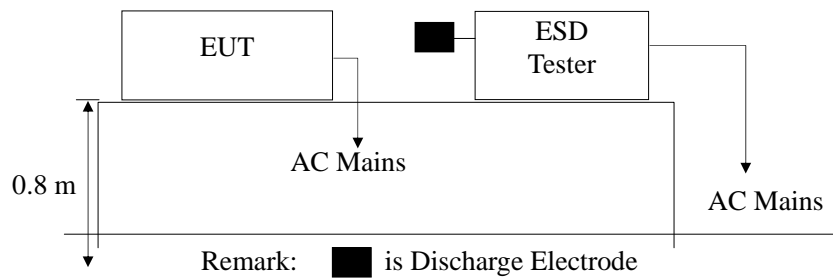 EUT
ESD
Tester
AC Mains
0.8 m
AC Mains
Remark: is Discharge Electrode